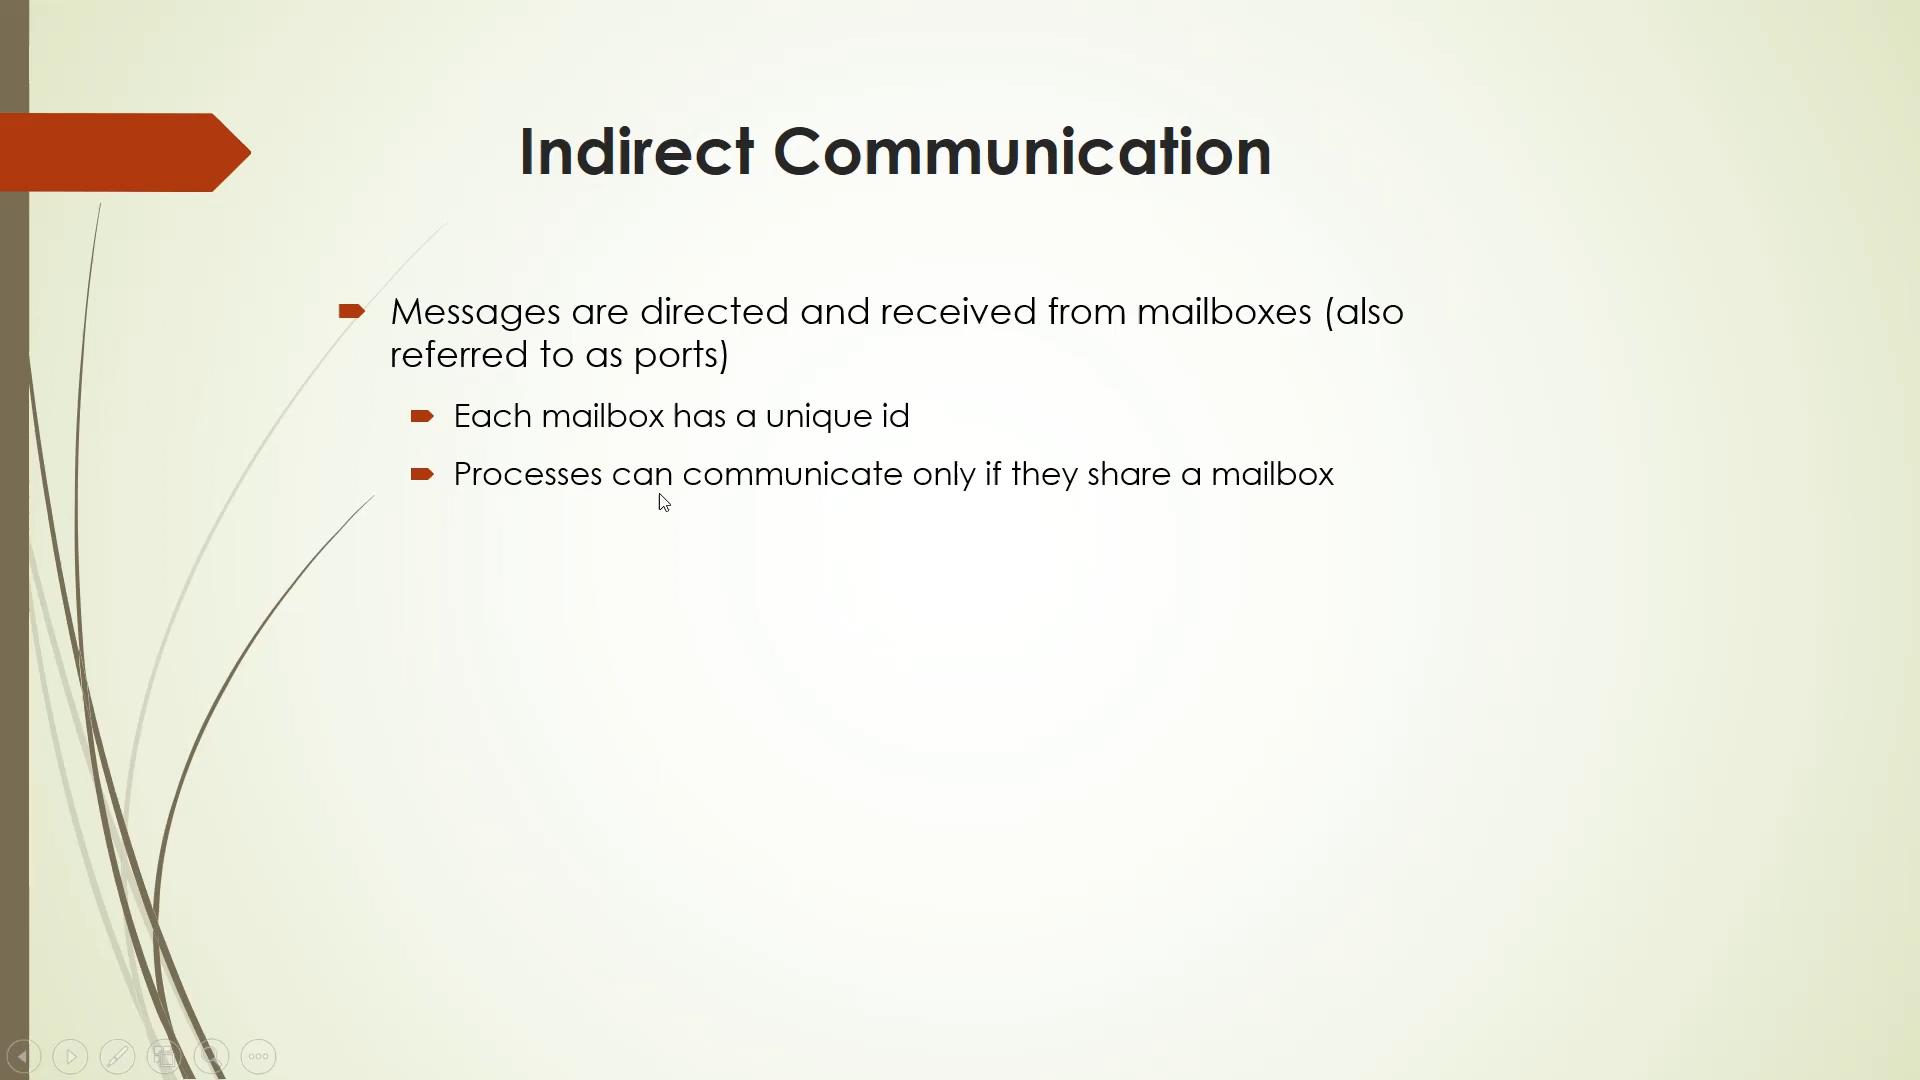 Indirect Communication
Messages are directed and received from mailboxes (also
referred to as ports)
Each mailbox has a unique id
Processes can communicate only if they share a mailbox